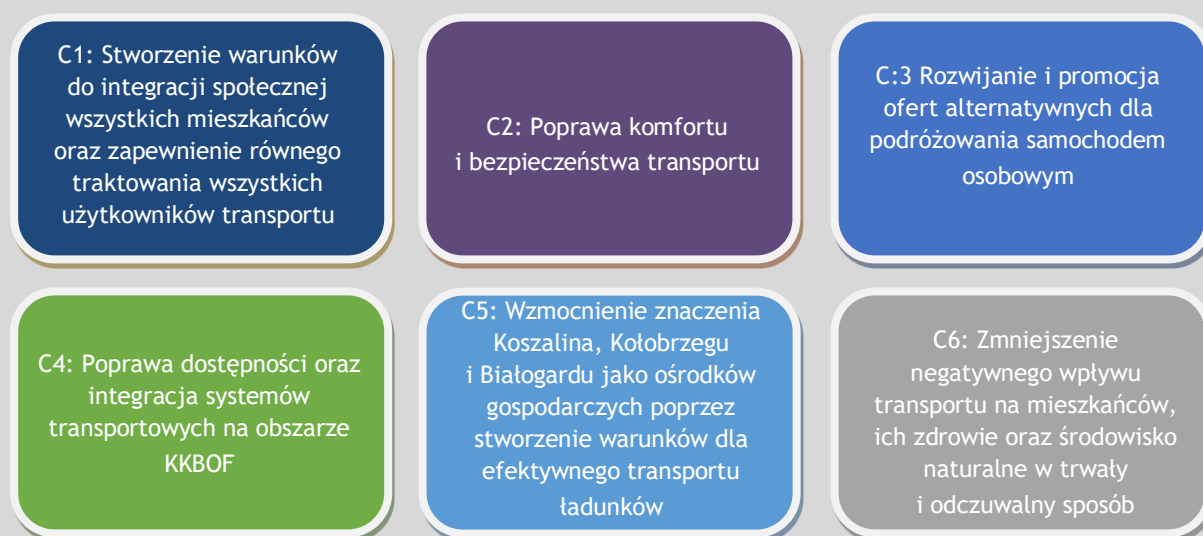 C1: Stworzenie warunków
do integracji społecznej
wszystkich mieszkańców
oraz zapewnienie równego
traktowania wszystkich
użytkowników transportu
C2: Poprawa komfortu
i bezpieczeństwa transportu
C:3 Rozwijanie i promocja
ofert alternatywnych dla
podróżowania samochodem
osobowym
C4: Poprawa dostępności oraz
integracja systemów
transportowych na obszarze
KKBOF
C5: Wzmocnienie znaczenia
Koszalina, Kołobrzegu
i Białogardu jako ośrodków
gospodarczych poprzez
stworzenie warunków dla
efektywnego transportu
ładunków
C6: Zmniejszenie
negatywnego wpływu
transportu na mieszkańców,
ich zdrowie oraz środowisko
naturalne w trwały
i odczuwalny sposób